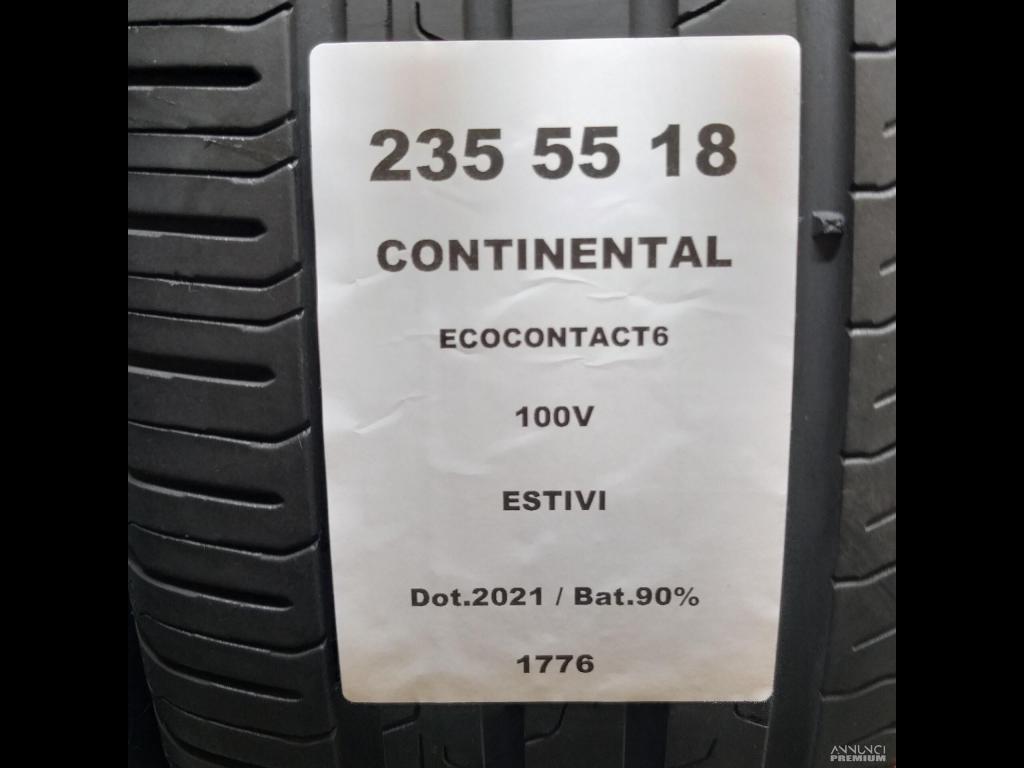 235 55 18
CONTINENTAL
ECOCONTACT6
100V
ESTIVI
Dot.2021 / Bat.90%
1776
ANNUNCI
PREMIUM